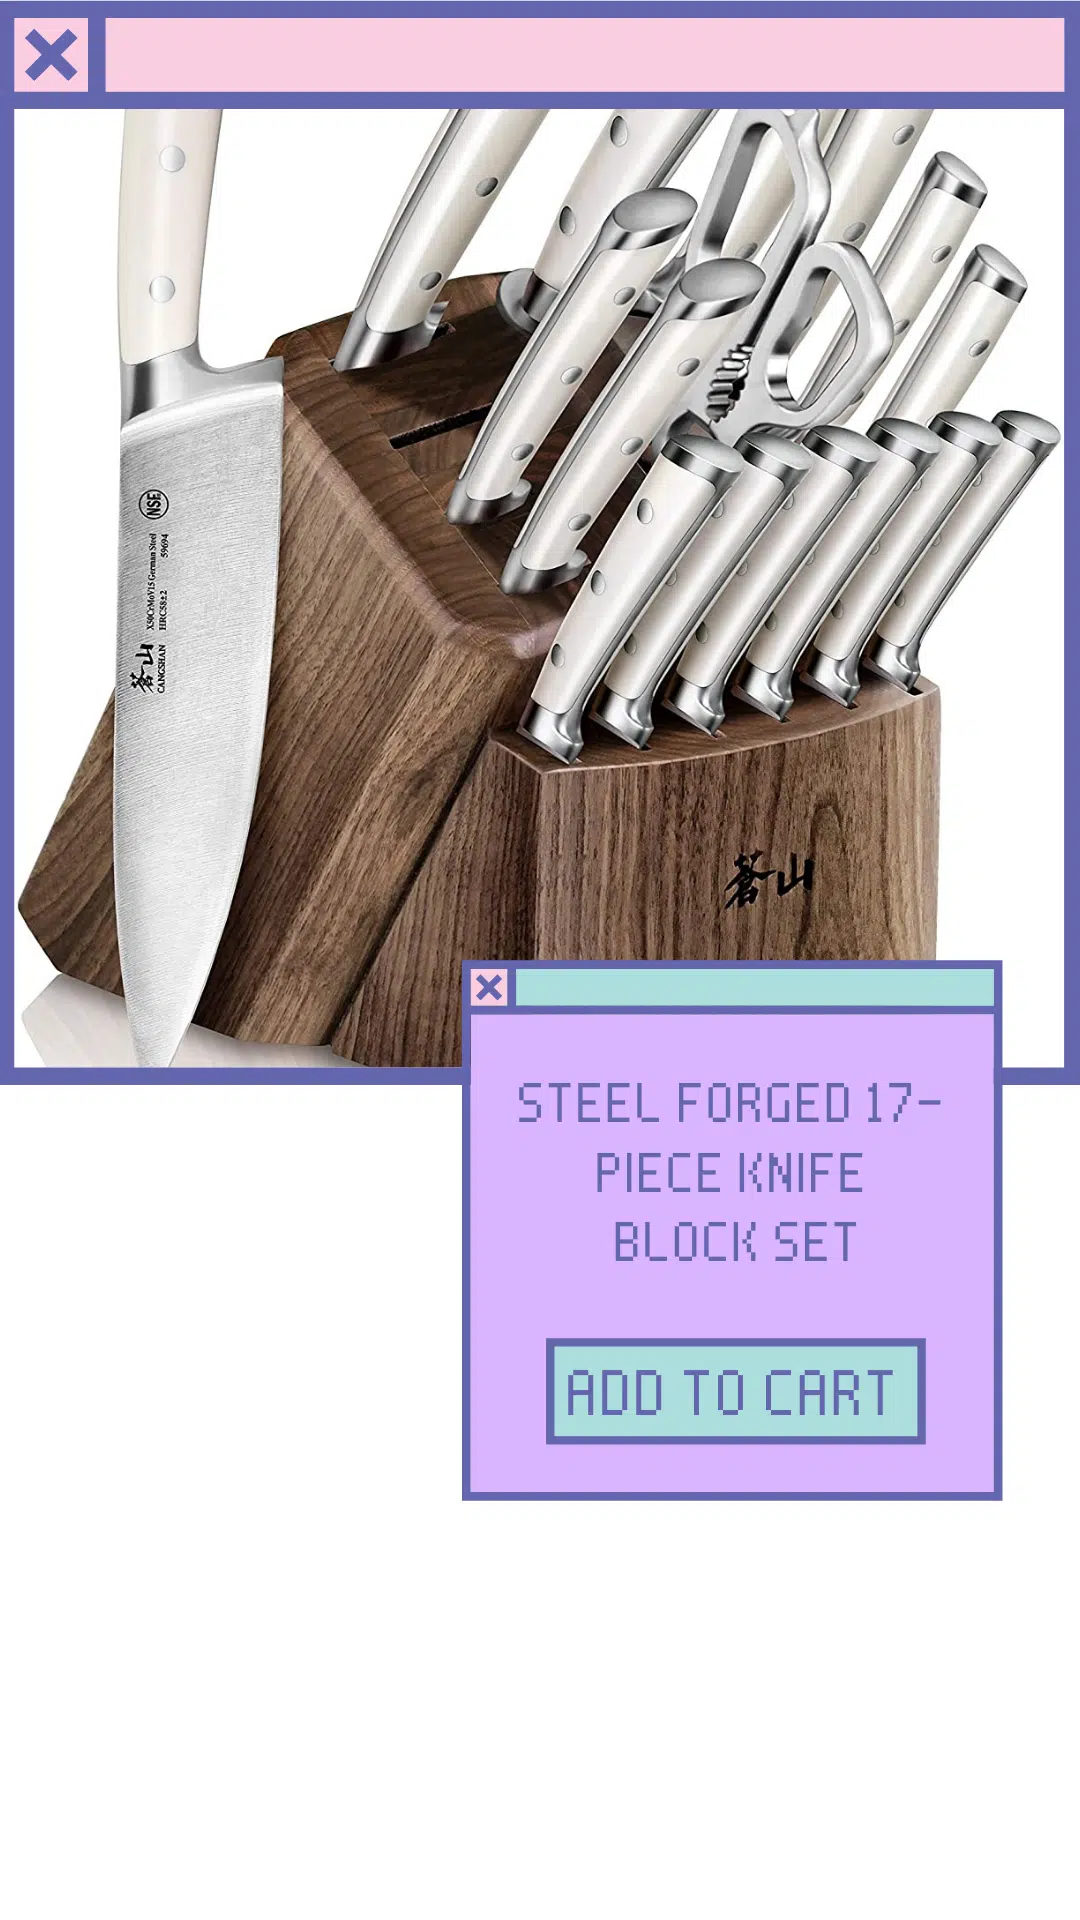 NSF
X50CrMoV15 German Steel
HRC58±2 59694
蒼山
CANGSHAN
蒼山
STEEL FORGED 17-
PIECE KNIFE
BLOCK SET
ADD TO CART